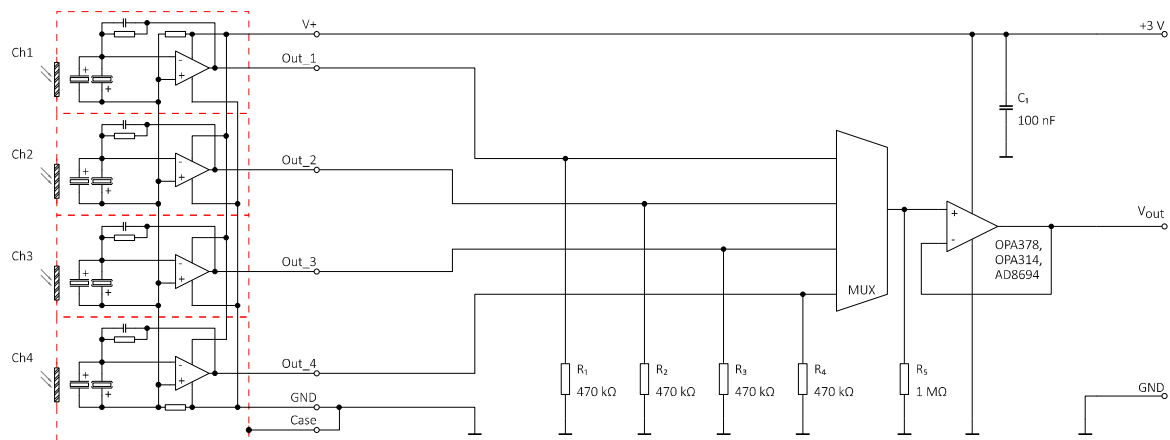 V+
+3 V
Ch1
Out_1
C₁
100 nF
Ch2
Out_2
Vout
OPA378,
OPA314,
AD8694
Ch3
Out_3
MUX
Ch4
Out_4
R₁
470 kΩ
R₂
470 kΩ
R₃
470 kΩ
R₄
470 kΩ
R₅
1 MΩ
GND
GND
Case